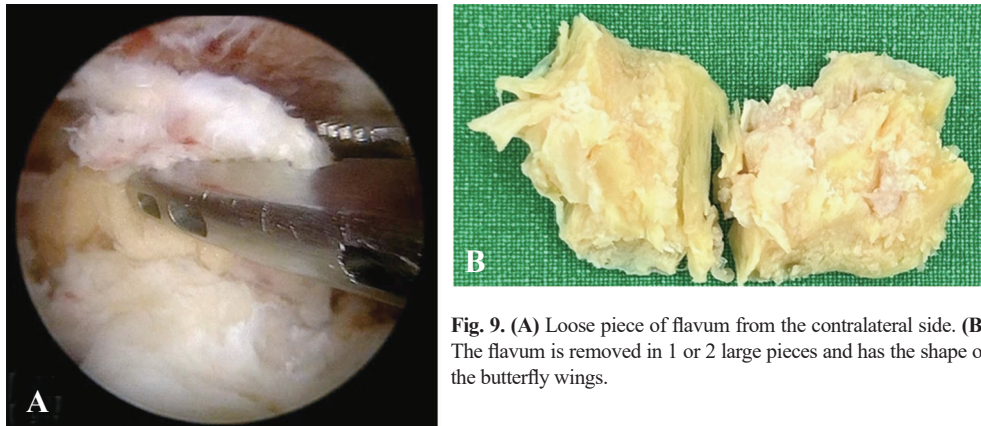 A
B
Fig. 9. (A) Loose piece of flavum from the contralateral side. (B
The flavum is removed in 1 or 2 large pieces and has the shape o
the butterfly wings.